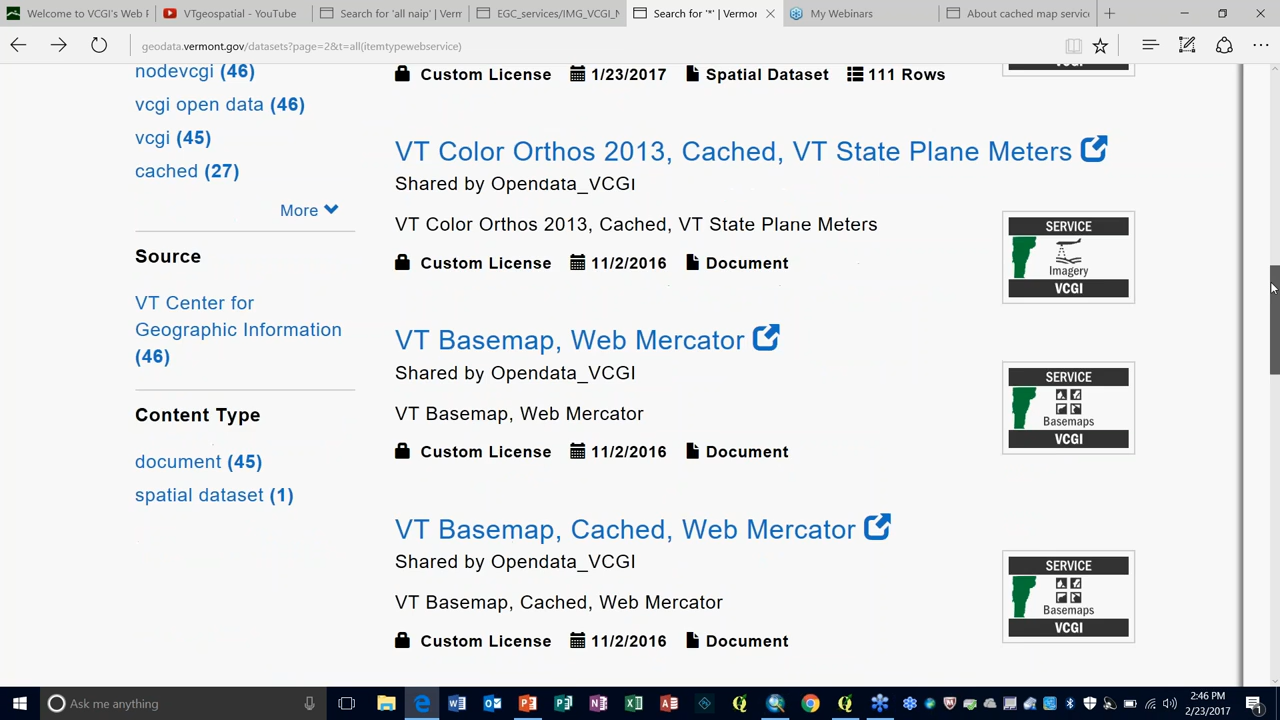 Welcome to VCGI's Web P
VTgeospatial - YouTube
Search for 'all naip' | Verm
EGC_services/IMG_VCGI_N
Search for '*' | Vermon
My Webinars
About cached map servic
geodata.vermont.gov/datasets?page=2&t=all(itemtypewebservice)
nodevcgi (46)
vcgi open data (46)
vcgi (45)
cached (27)
More
Source
VT Center for
Geographic Information
(46)
Content Type
document (45)
spatial dataset (1)
Custom License 1/23/2017 Spatial Dataset 111 Rows
VCGI
VT Color Orthos 2013, Cached, VT State Plane Meters
Shared by Opendata_VCGI
VT Color Orthos 2013, Cached, VT State Plane Meters
Custom License 11/2/2016 Document
SERVICE
Imagery
VCGI
VT Basemap, Web Mercator
Shared by Opendata_VCGI
VT Basemap, Web Mercator
Custom License 11/2/2016 Document
SERVICE
Basemaps
VCGI
VT Basemap, Cached, Web Mercator
Shared by Opendata_VCGI
VT Basemap, Cached, Web Mercator
Custom License 11/2/2016 Document
SERVICE
Basemaps
VCGI
Ask me anything
2:46 PM
2/23/2017